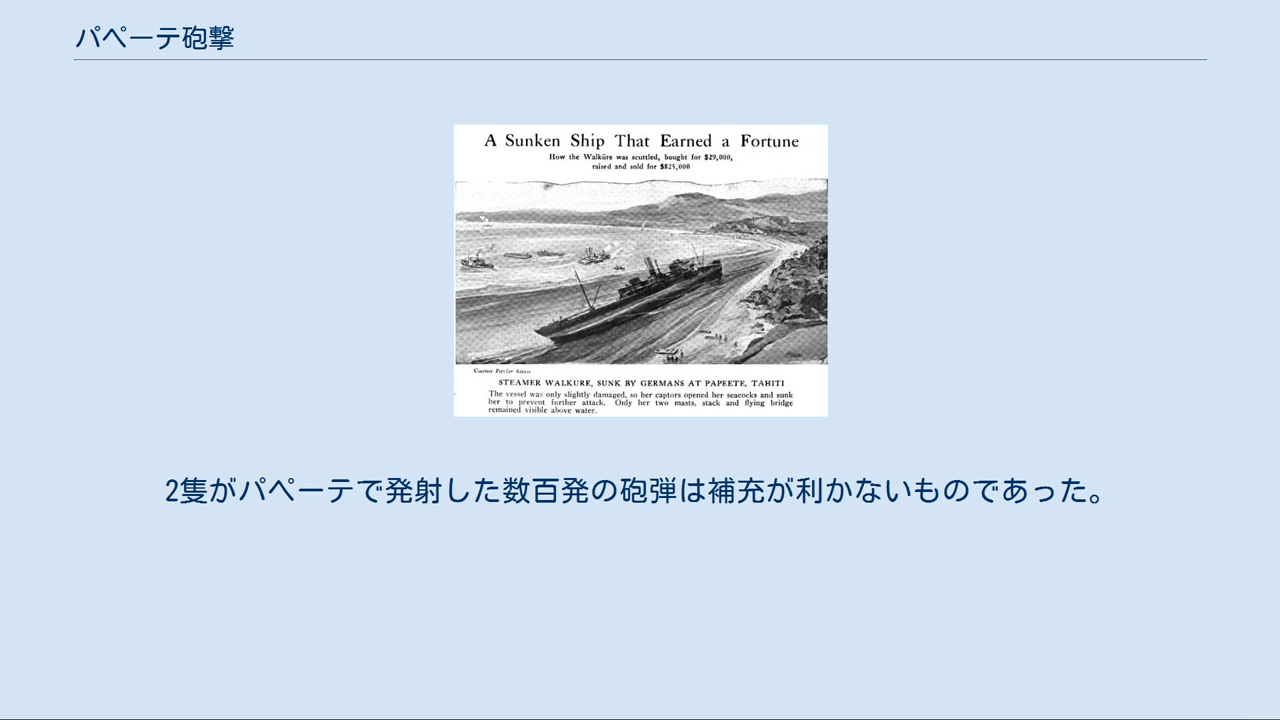 パペーテ砲撃
A Sunken Ship That Earned a Fortune
How the Walküre was scuttled, bought for $29,000,
raised and sold for $825,000
Courtesy Popular Science
STEAMER WALKURE, SUNK BY GERMANS AT PAPEETE, TAHITI
The vessel was only slightly damaged, so her captors opened her seacocks and sunk
her to prevent further attack. Only her two masts, stack and flying bridge
remained visible above water.
2隻がパペーテで発射した数百発の砲弾は補充が利かないものであった。